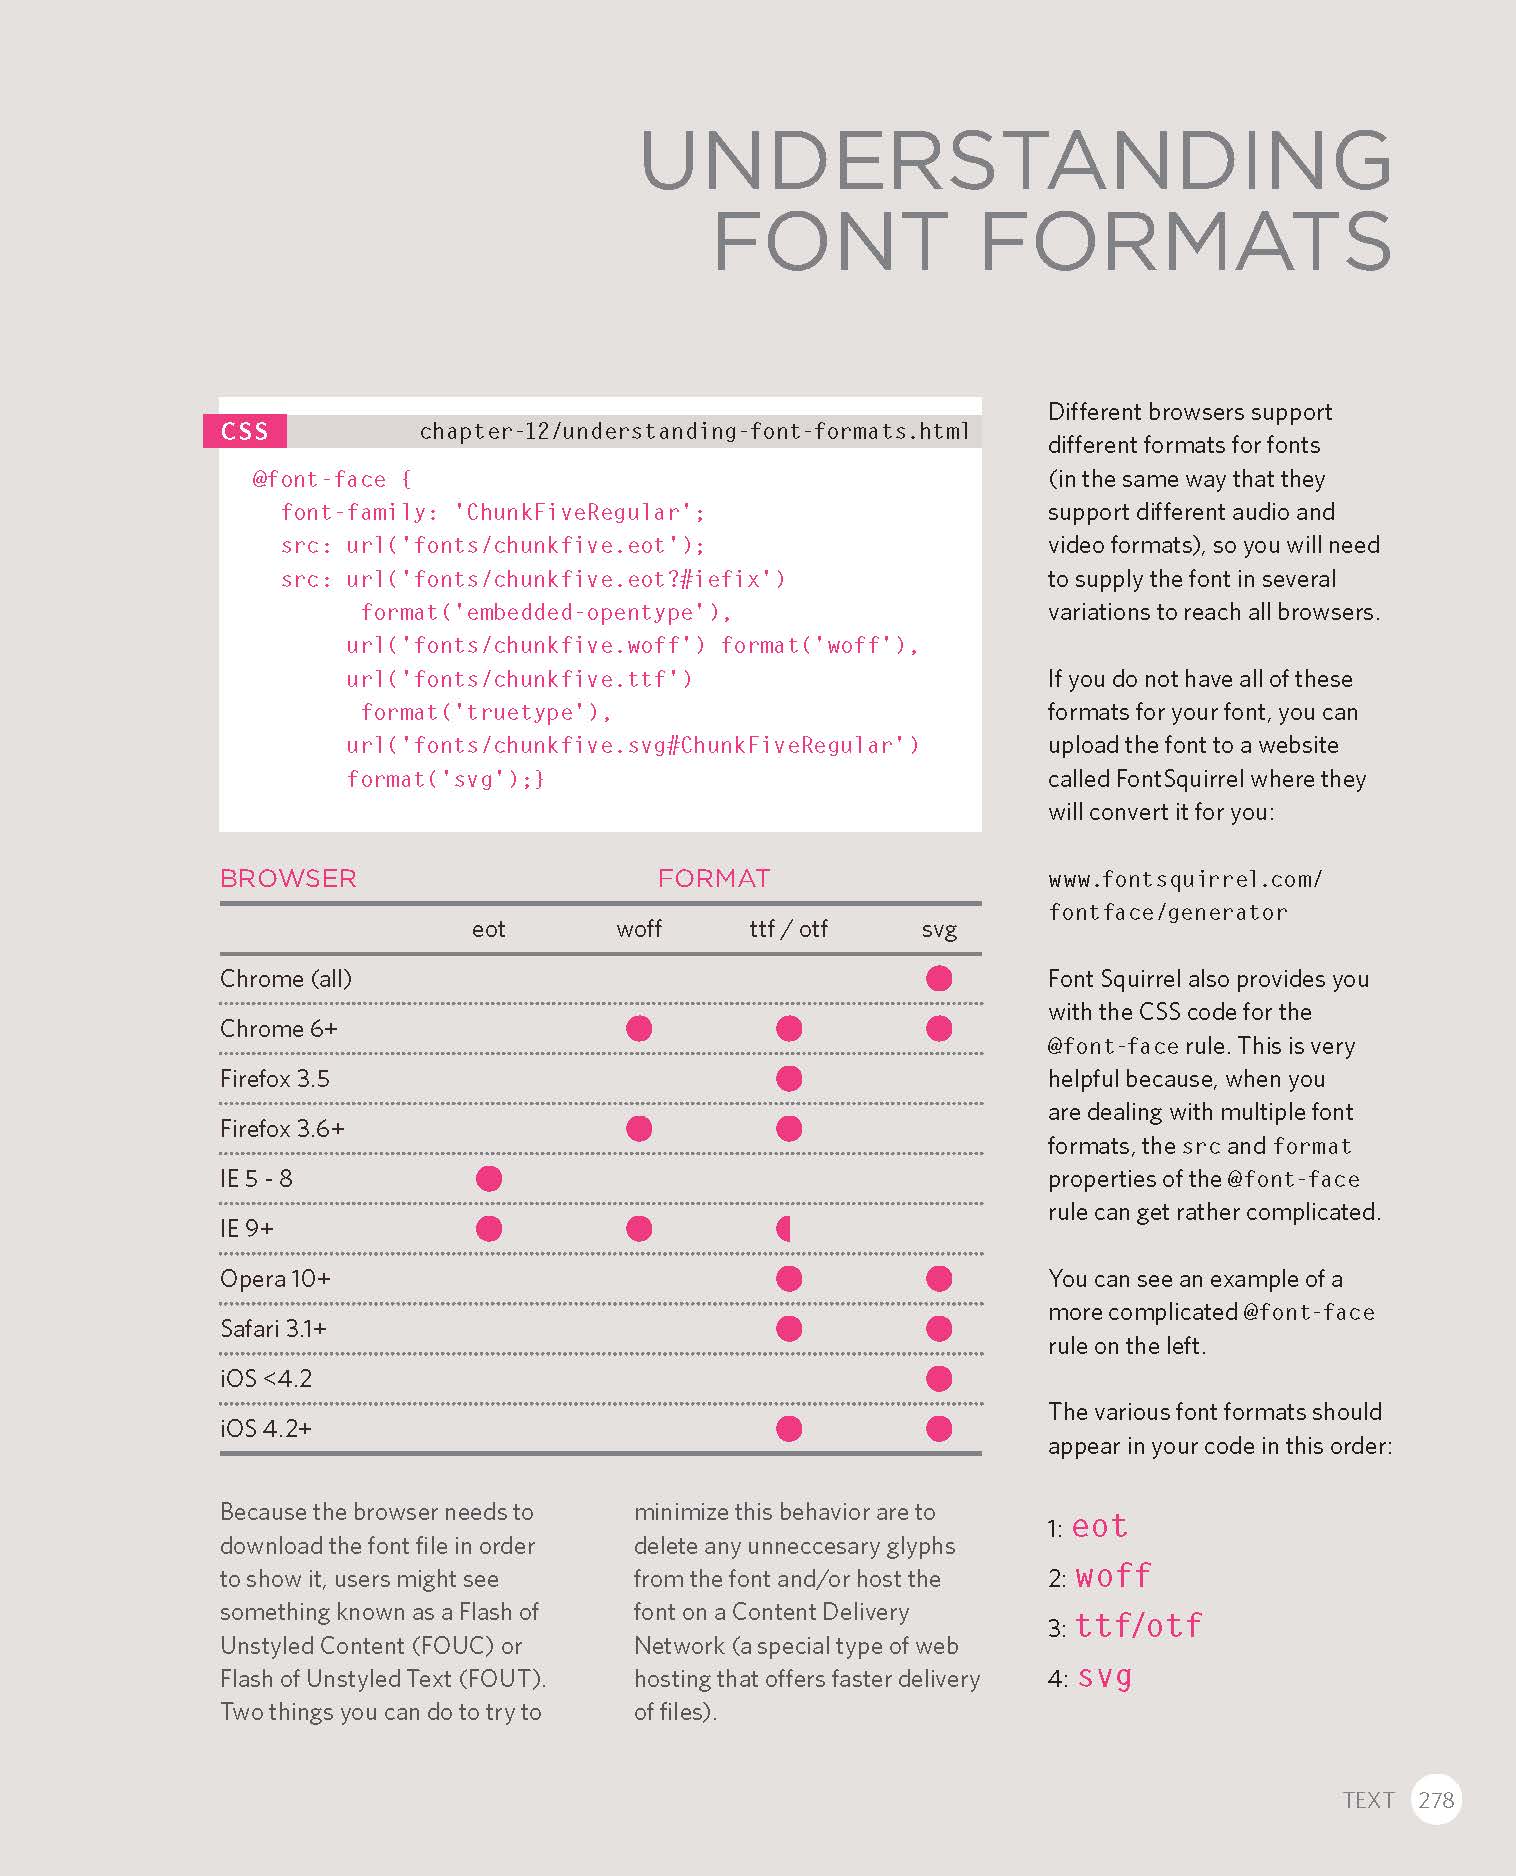 UNDERSTANDING
FONT FORMATS
CSS
chapter-12/understanding-font-formats.html
@font-face {
font-family: 'ChunkFiveRegular';
src: url('fonts/chunkfive.eot');
src: url('fonts/chunkfive.eot?#iefix')
format('embedded-opentype'),
url('fonts/chunkfive.woff') format('woff'),
url('fonts/chunkfive.ttf')
format('truetype'),
url('fonts/chunkfive.svg#ChunkFiveRegular')
format('svg');}
BROWSER FORMAT
eot woff ttf / otf svg
Chrome (all)
Chrome 6+
Firefox 3.5
Firefox 3.6+
IE 5 - 8
IE 9+
Opera 10+
Safari 3.1+
iOS <4.2
iOS 4.2+
Because the browser needs to
download the font file in order
to show it, users might see
something known as a Flash of
Unstyled Content (FOUC) or
Flash of Unstyled Text (FOUT).
Two things you can do to try to
minimize this behavior are to
delete any unneccesary glyphs
from the font and/or host the
font on a Content Delivery
Network (a special type of web
hosting that offers faster delivery
of files).
Different browsers support
different formats for fonts
(in the same way that they
support different audio and
video formats), so you will need
to supply the font in several
variations to reach all browsers.
If you do not have all of these
formats for your font, you can
upload the font to a website
called FontSquirrel where they
will convert it for you:
www.fontsquirrel.com/
fontface/generator
Font Squirrel also provides you
with the CSS code for the
@font-face rule. This is very
helpful because, when you
are dealing with multiple font
formats, the src and format
properties of the @font-face
rule can get rather complicated.
You can see an example of a
more complicated @font-face
rule on the left.
The various font formats should
appear in your code in this order:
1: eot
2: woff
3: ttf/otf
4: svg
TEXT 278